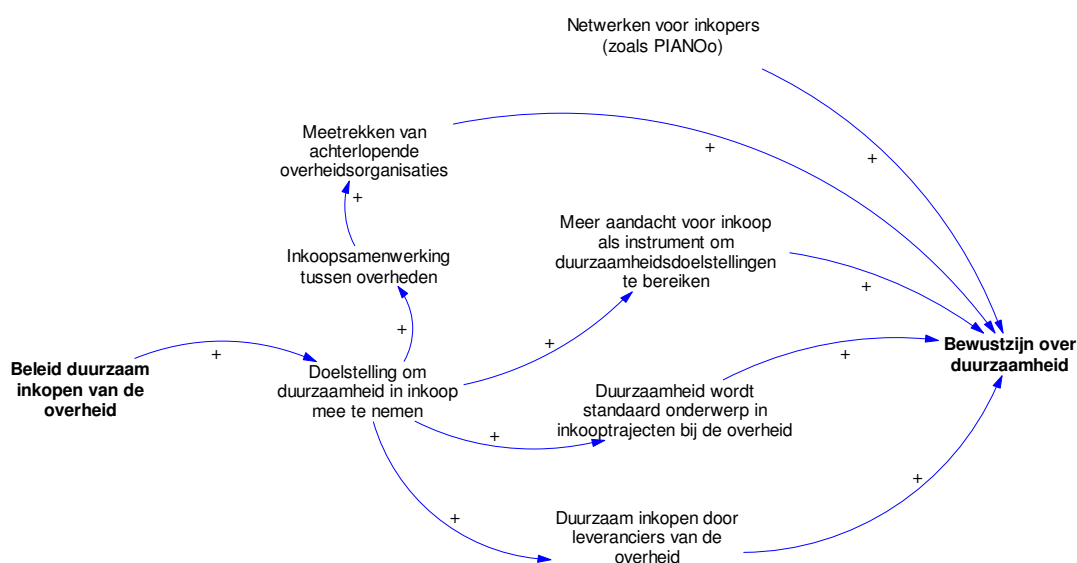 Netwerken voor inkopers
(zoals PIANOo)
+
Meetrekken van
achterlopende
overheidsorganisaties
+
+
Meer aandacht voor inkoop
als instrument om
duurzaamheidsdoelstellingen
te bereiken
+
Inkoopsamenwerking
tussen overheden
+
+
Beleid duurzaam
inkopen van de
overheid
+
Doelstelling om
duurzaamheid in inkoop
mee te nemen
+
Duurzaamheid wordt
standaard onderwerp in
inkooptrajecten bij de overheid
+
Bewustzijn over
duurzaamheid
+
+
Duurzaam inkopen door
leveranciers van de
overheid
+